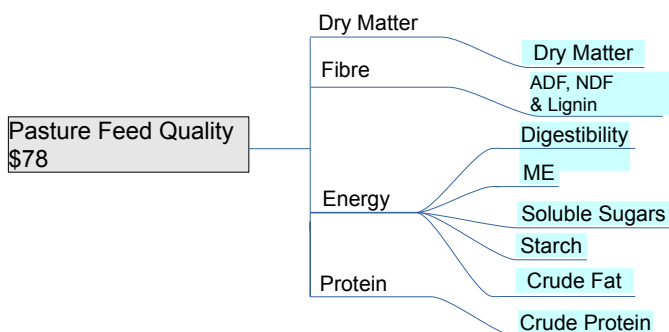 Dry Matter
Dry Matter
Fibre
ADF, NDF
& Lignin
Pasture Feed Quality
$78
Digestibility
ME
Energy
Soluble Sugars
Starch
Protein
Crude Fat
Crude Protein